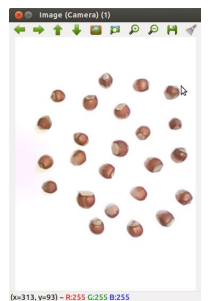 Image (Camera) (1)
(x=313, y=93) ~ R:255 G:255 B:255